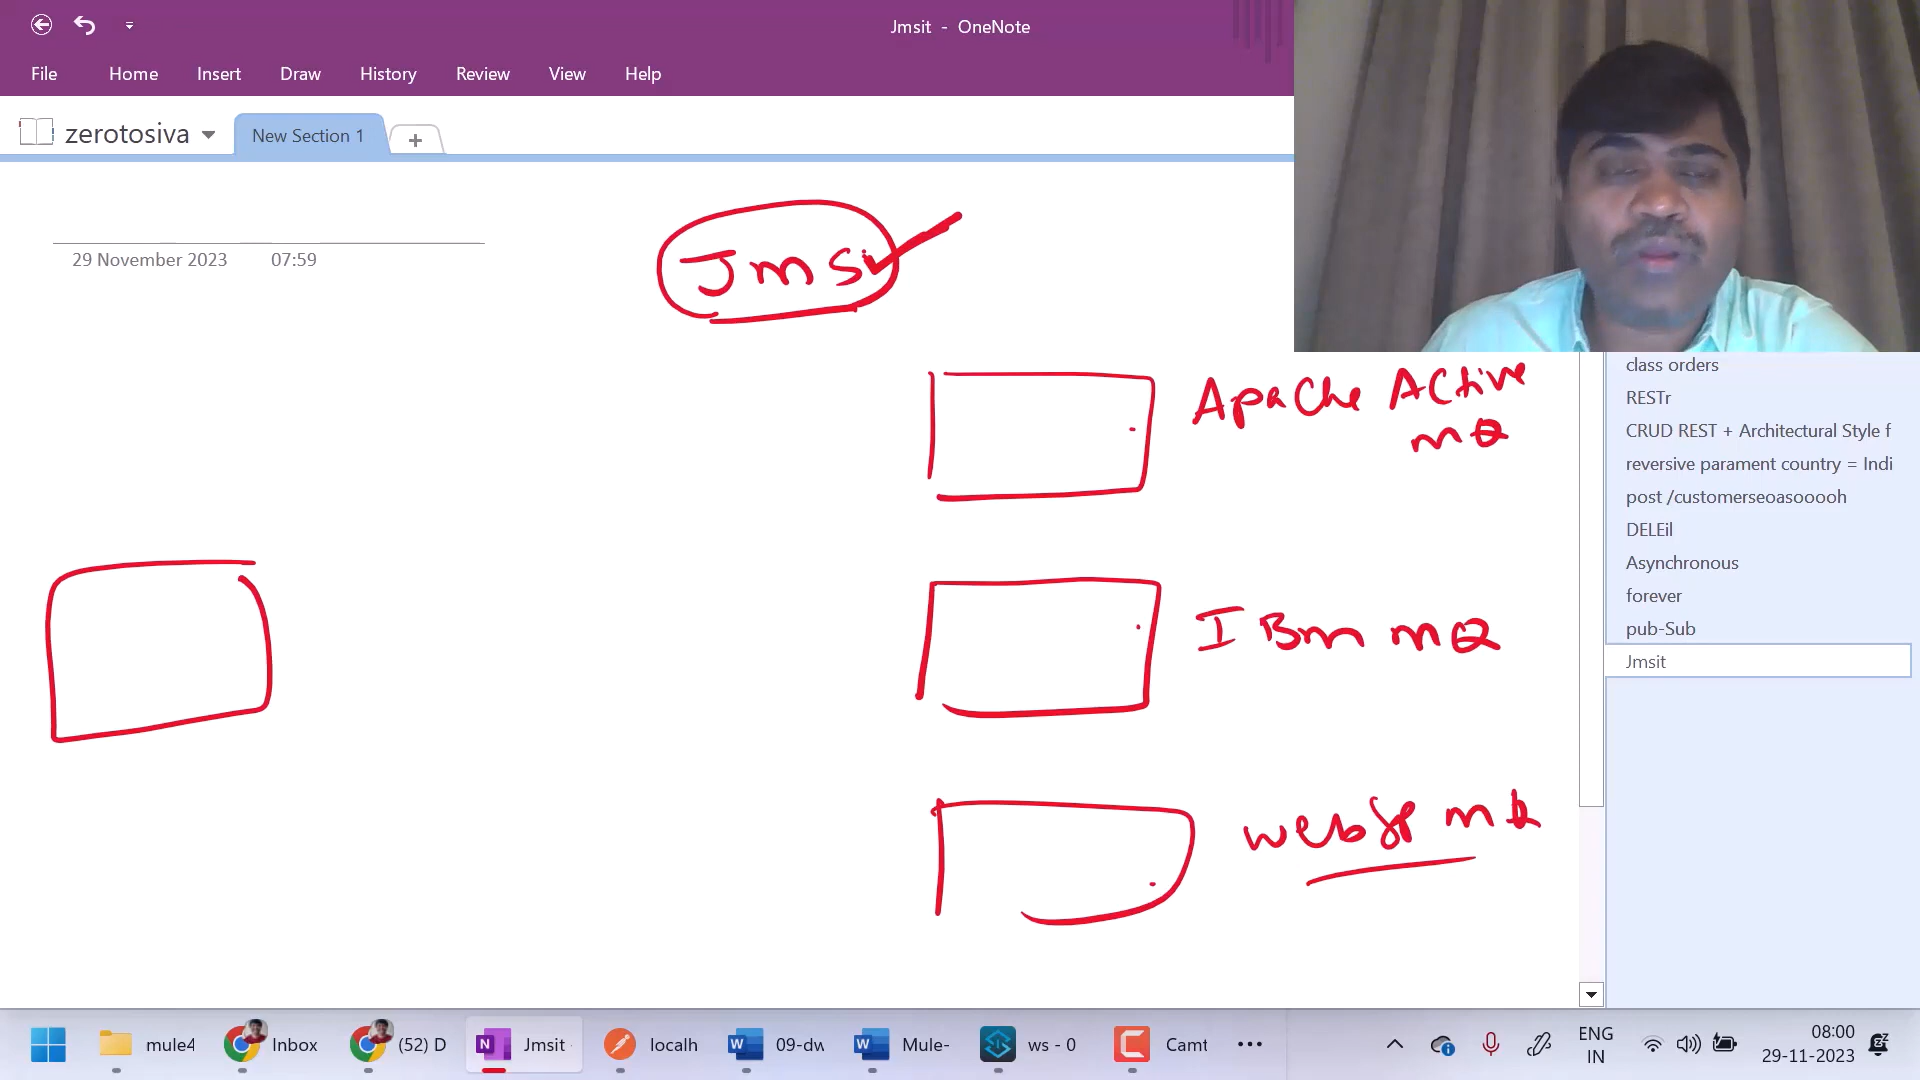 Jmsit - OneNote
File Home Insert Draw History Review View Help
zerotosiva New Section 1 +
29 November 2023 07:59
Jms
Apache Active
mQ
IBm mQ
websp mQ
class orders
RESTr
CRUD REST + Architectural Style f
reversive parament country = Indi
post /customerseoasooooh
DELEil
Asynchronous
forever
pub-Sub
Jmsit
mule4 Inbox (52) D Jmsit localh 09-dw Mule- ws - 0 Camt
ENG
IN
08:00
29-11-2023